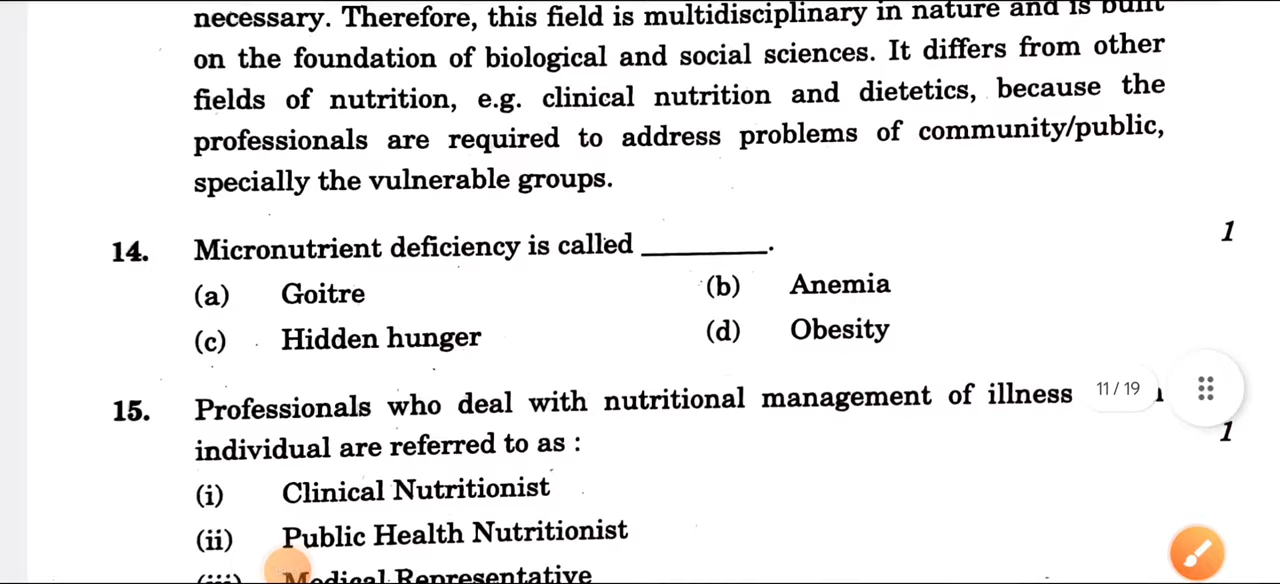 necessary. Therefore, this field is multidisciplinary in nature and is built
on the foundation of biological and social sciences. It differs from other
fields of nutrition, e.g. clinical nutrition and dietetics, because the
professionals are required to address problems of community/public,
specially the vulnerable groups.
14. Micronutrient deficiency is called ________. 1
(a) Goitre (b) Anemia
(c) Hidden hunger (d) Obesity
15. Professionals who deal with nutritional management of illness
11 / 19
individual are referred to as : 1
(i) Clinical Nutritionist
(ii) Public Health Nutritionist
(iii) Medical Representative